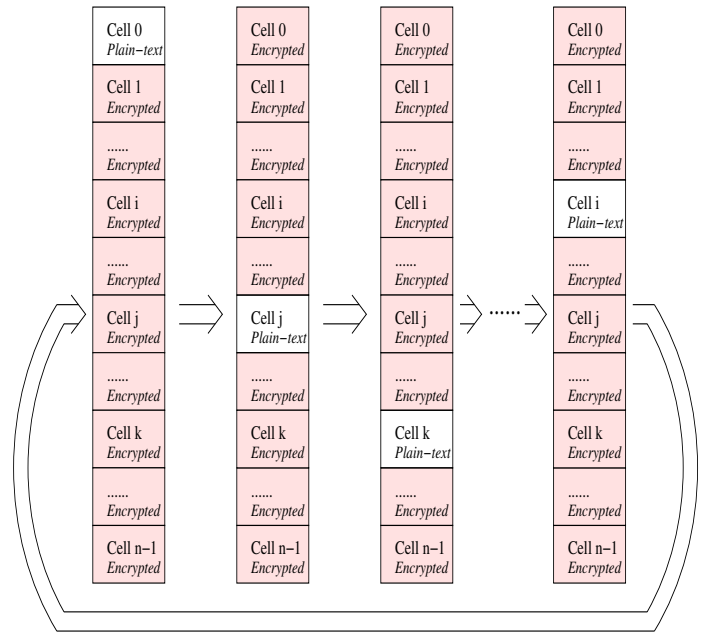 Cell 0
Plain-text
Cell 1
Encrypted
......
Encrypted
Cell i
Encrypted
......
Encrypted
Cell j
Encrypted
......
Encrypted
Cell k
Encrypted
......
Encrypted
Cell n-1
Encrypted
Cell 0
Encrypted
Cell 1
Encrypted
......
Encrypted
Cell i
Encrypted
......
Encrypted
Cell j
Plain-text
......
Encrypted
Cell k
Encrypted
......
Encrypted
Cell n-1
Encrypted
Cell 0
Encrypted
Cell 1
Encrypted
......
Encrypted
Cell i
Encrypted
......
Encrypted
Cell j
Encrypted
......
Encrypted
Cell k
Plain-text
......
Encrypted
Cell n-1
Encrypted
......
Cell 0
Encrypted
Cell 1
Encrypted
......
Encrypted
Cell i
Plain-text
......
Encrypted
Cell j
Encrypted
......
Encrypted
Cell k
Encrypted
......
Encrypted
Cell n-1
Encrypted